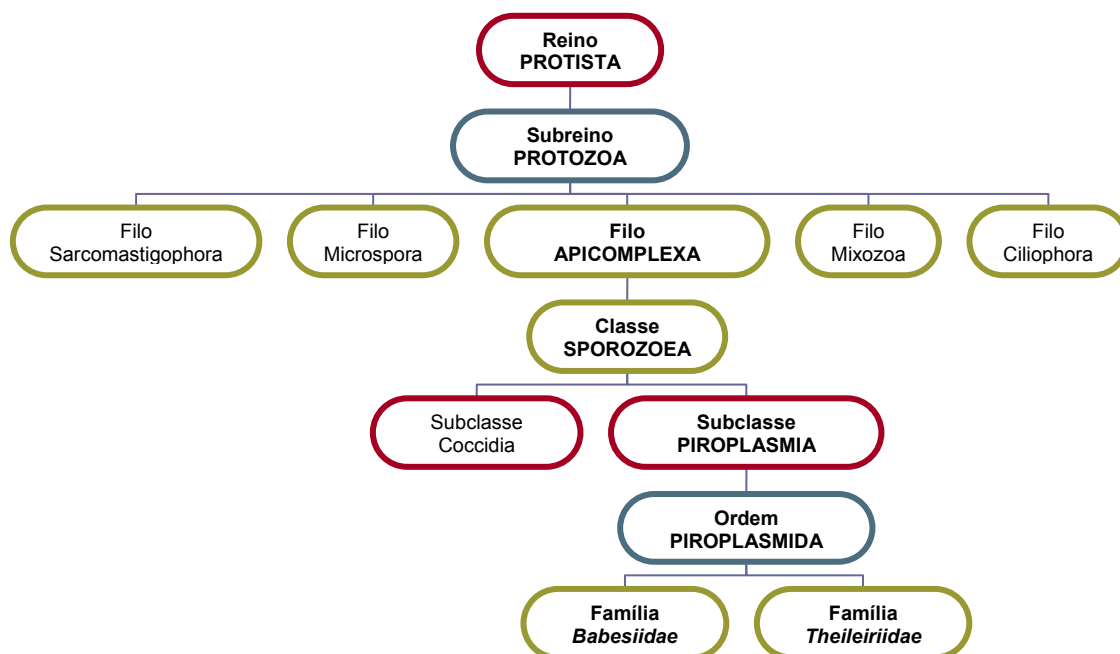 Reino
PROTISTA
Subreino
PROTOZOA
Filo
Sarcomastigophora
Filo
Microspora
Filo
APICOMPLEXA
Filo
Mixozoa
Filo
Ciliophora
Classe
SPOROZOEA
Subclasse
Coccidia
Subclasse
PIROPLASMIA
Ordem
PIROPLASMIDA
Família
Babesiidae
Família
Theileiriidae